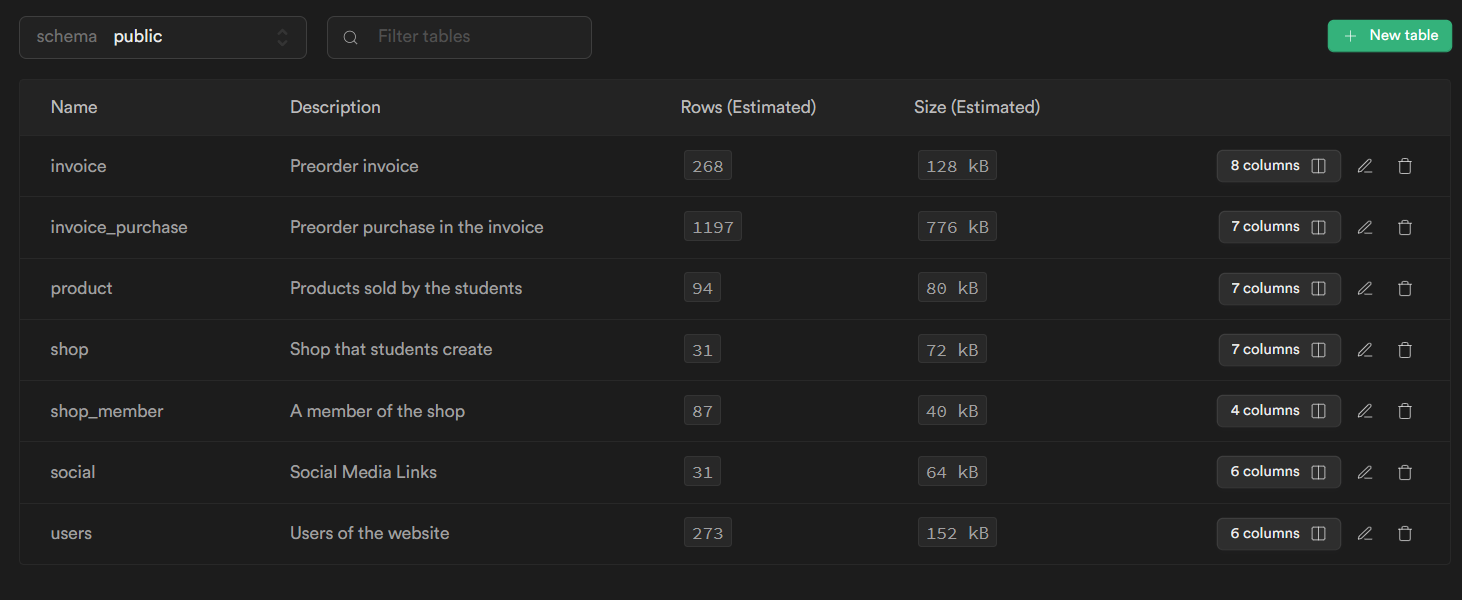 schema public Filter tables New table
Name Description Rows (Estimated) Size (Estimated)
invoice Preorder invoice 268 128 kB 8 columns
invoice_purchase Preorder purchase in the invoice 1197 776 kB 7 columns
product Products sold by the students 94 80 kB 7 columns
shop Shop that students create 31 72 kB 7 columns
shop_member A member of the shop 87 40 kB 4 columns
social Social Media Links 31 64 kB 6 columns
users Users of the website 273 152 kB 6 columns